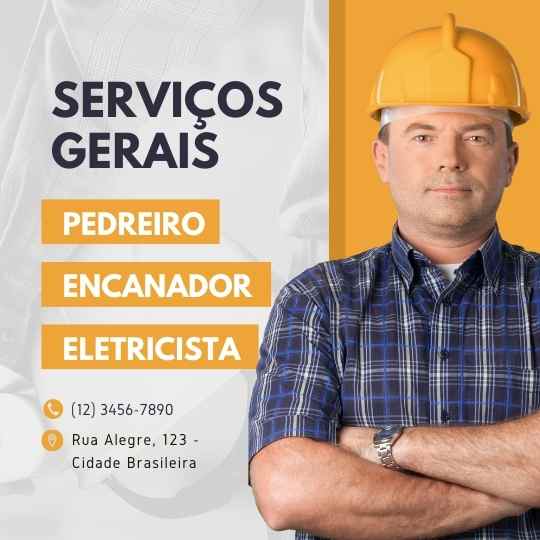 SERVIÇOS
GERAIS
PEDREIRO
ENCANADOR
ELETRICISTA
(12) 3456-7890
Rua Alegre, 123 -
Cidade Brasileira